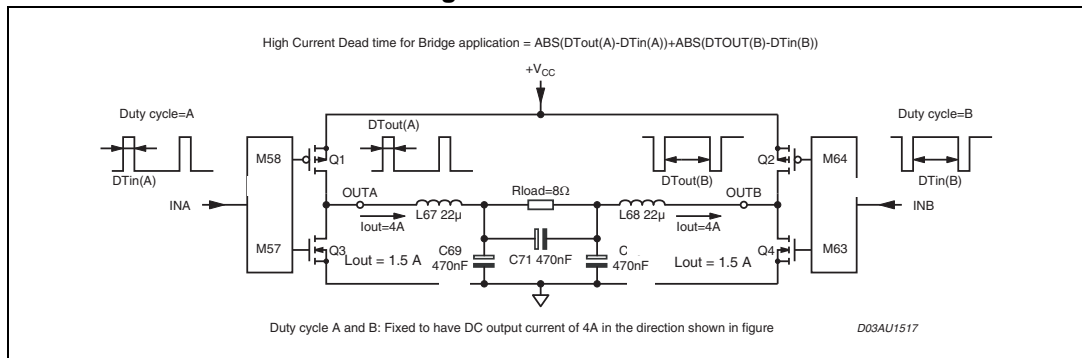 High Current Dead time for Bridge application = ABS(DTout(A)-DTin(A))+ABS(DTOUT(B)-DTin(B))
+VCC
Duty cycle=A
DTout(A)
Duty cycle=B
M58
Q1
Q2
M64
DTin(A)
DTout(B)
DTin(B)
OUTA
Rload=8Ω
OUTB
INA
INB
L67 22µ
L68 22µ
Iout=4A
Iout=4A
M57
Q3
C69
470nF
C71 470nF
C
470nF
Q4
M63
Lout = 1.5 A
Lout = 1.5 A
Duty cycle A and B: Fixed to have DC output current of 4A in the direction shown in figure
D03AU1517